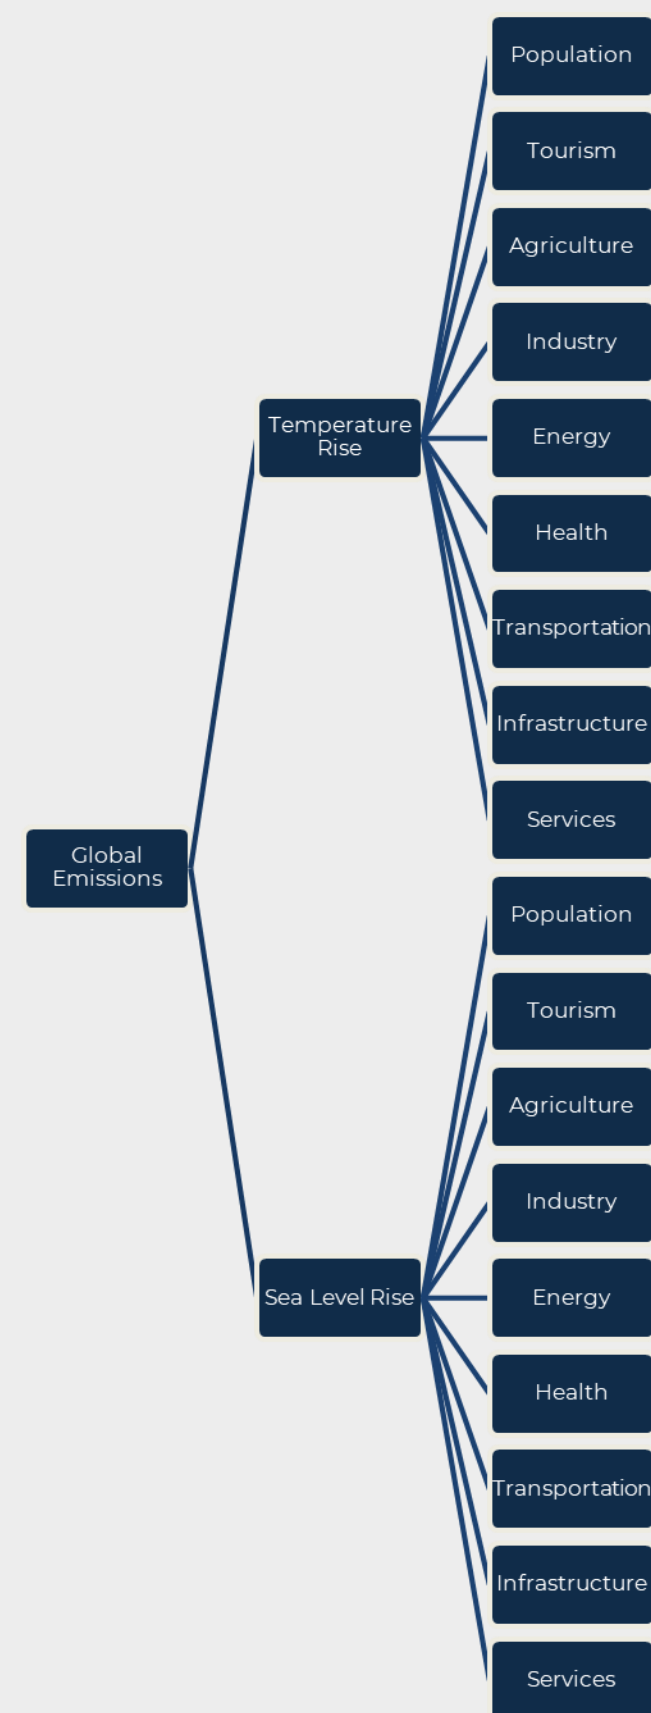 Population
Tourism
Agriculture
Industry
Temperature
Rise
Energy
Health
Transportation
Infrastructure
Services
Global
Emissions
Population
Tourism
Agriculture
Industry
Sea Level Rise
Energy
Health
Transportation
Infrastructure
Services